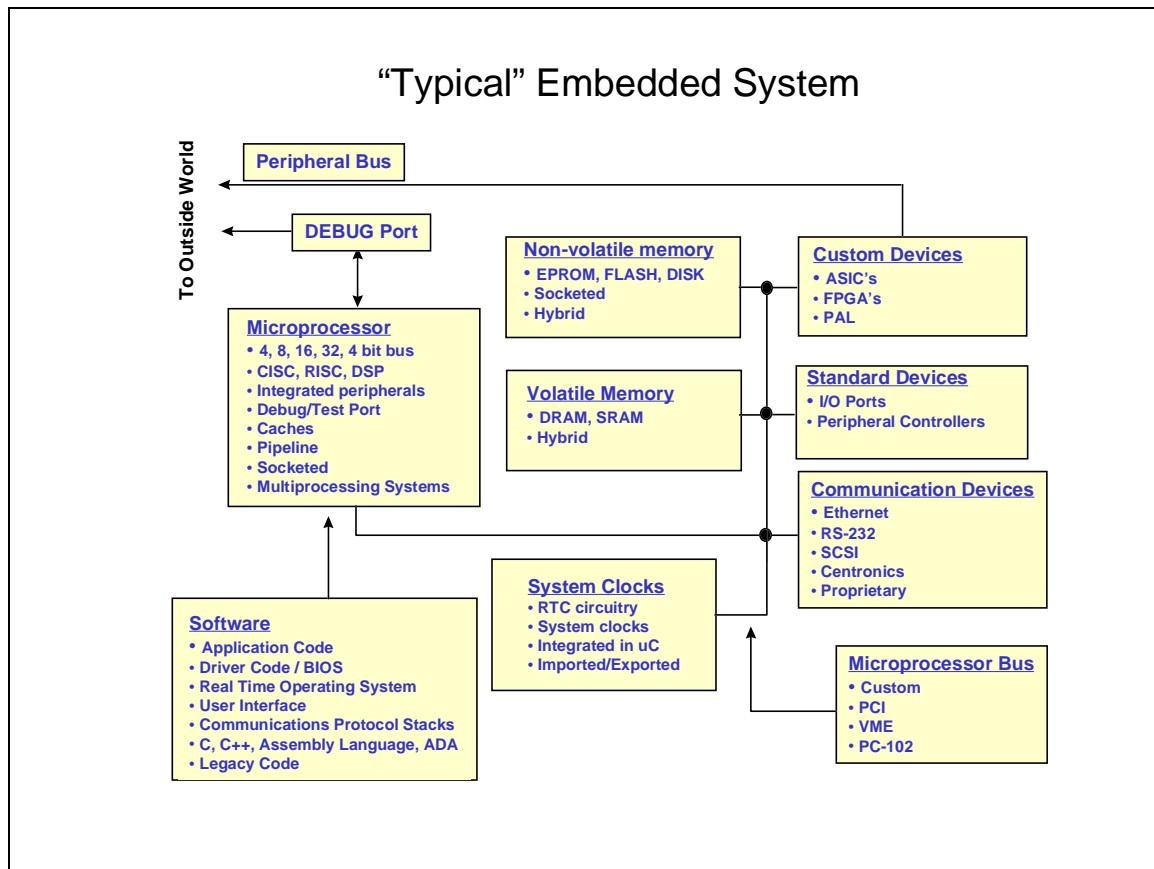 “Typical” Embedded System
To Outside World
Peripheral Bus
DEBUG Port
Microprocessor
• 4, 8, 16, 32, 4 bit bus
• CISC, RISC, DSP
• Integrated peripherals
• Debug/Test Port
• Caches
• Pipeline
• Socketed
• Multiprocessing Systems
Software
• Application Code
• Driver Code / BIOS
• Real Time Operating System
• User Interface
• Communications Protocol Stacks
• C, C++, Assembly Language, ADA
• Legacy Code
Non-volatile memory
• EPROM, FLASH, DISK
• Socketed
• Hybrid
Volatile Memory
• DRAM, SRAM
• Hybrid
System Clocks
• RTC circuitry
• System clocks
• Integrated in uC
• Imported/Exported
Custom Devices
• ASIC’s
• FPGA’s
• PAL
Standard Devices
• I/O Ports
• Peripheral Controllers
Communication Devices
• Ethernet
• RS-232
• SCSI
• Centronics
• Proprietary
Microprocessor Bus
• Custom
• PCI
• VME
• PC-102